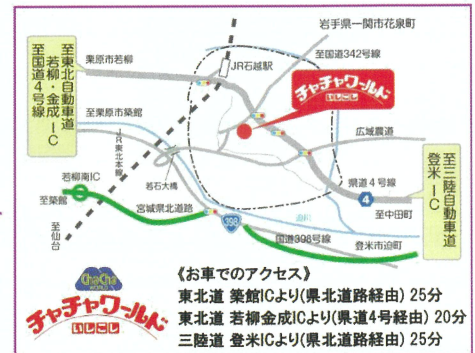 岩手県一関市花泉町
至国道342号線
JR石越駅
栗原市若柳
至東北自動車道
若柳・金成IC
至国道4号線
チャチャワールド
いしこし
至栗原市築館
JR東北本線
広域農道
至三陸自動車道
登米IC
若柳南IC
若石大橋
県道4号線
4
至築館
至中田町
宮城県北道路
迫川
398
至仙台
国道398号線
登米市迫町
ChaCha
WORLD
チャチャワールド
いしこし
《お車でのアクセス》
東北道 築館ICより(県北道路経由) 25分
東北道 若柳金成ICより(県道4号経由) 20分
三陸道 登米ICより(県北道路経由) 25分